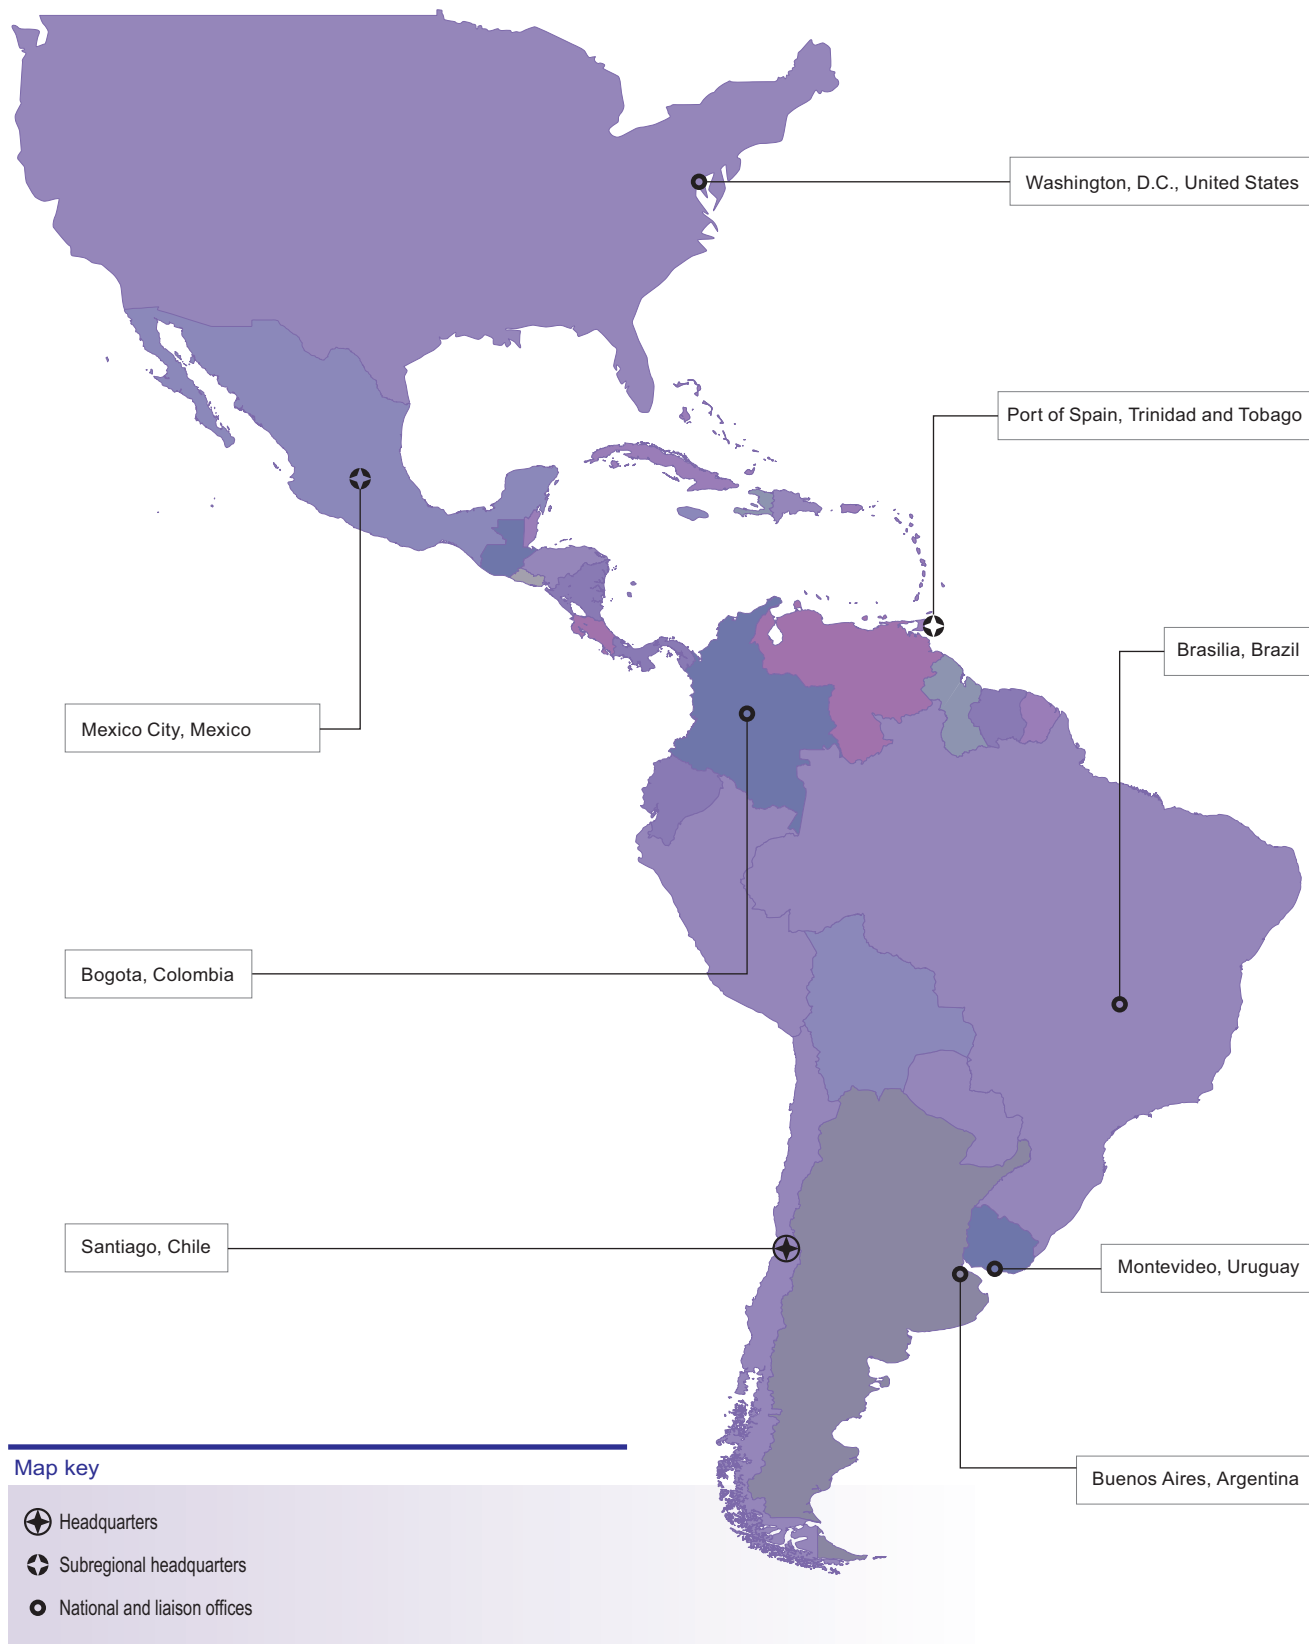 Washington, D.C., United States
Port of Spain, Trinidad and Tobago
Brasilia, Brazil
Mexico City, Mexico
Bogota, Colombia
Santiago, Chile
Montevideo, Uruguay
Buenos Aires, Argentina
Map key
Headquarters
Subregional headquarters
National and liaison offices